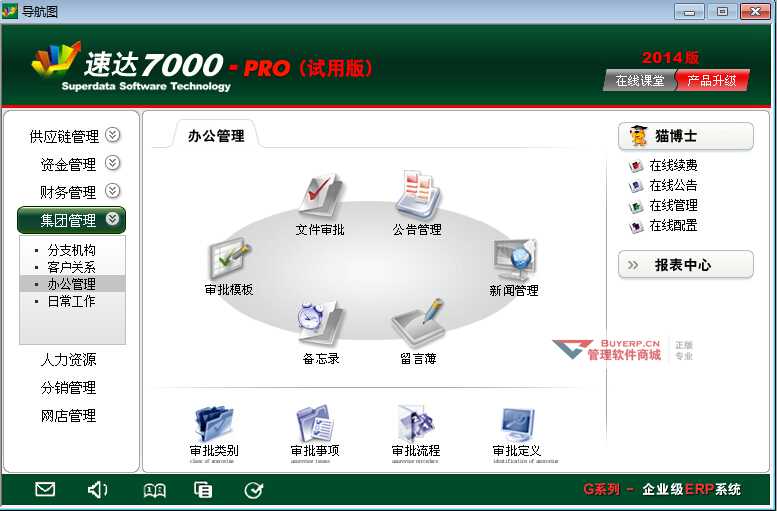 导航图
速达7000-PRO（试用版）
Superdata Software Technology
2014版
在线课堂 产品升级
供应链管理
资金管理
财务管理
集团管理
分支机构
客户关系
办公管理
日常工作
人力资源
分销管理
网店管理
办公管理
文件审批
公告管理
审批模板
新闻管理
备忘录
留言薄
审批类别
审批事项
审批流程
审批定义
猫博士
在线续费
在线公告
在线管理
在线配置
报表中心
BUYERP.CN
管理软件商城
正版
专业
G系列 - 企业级ERP系统